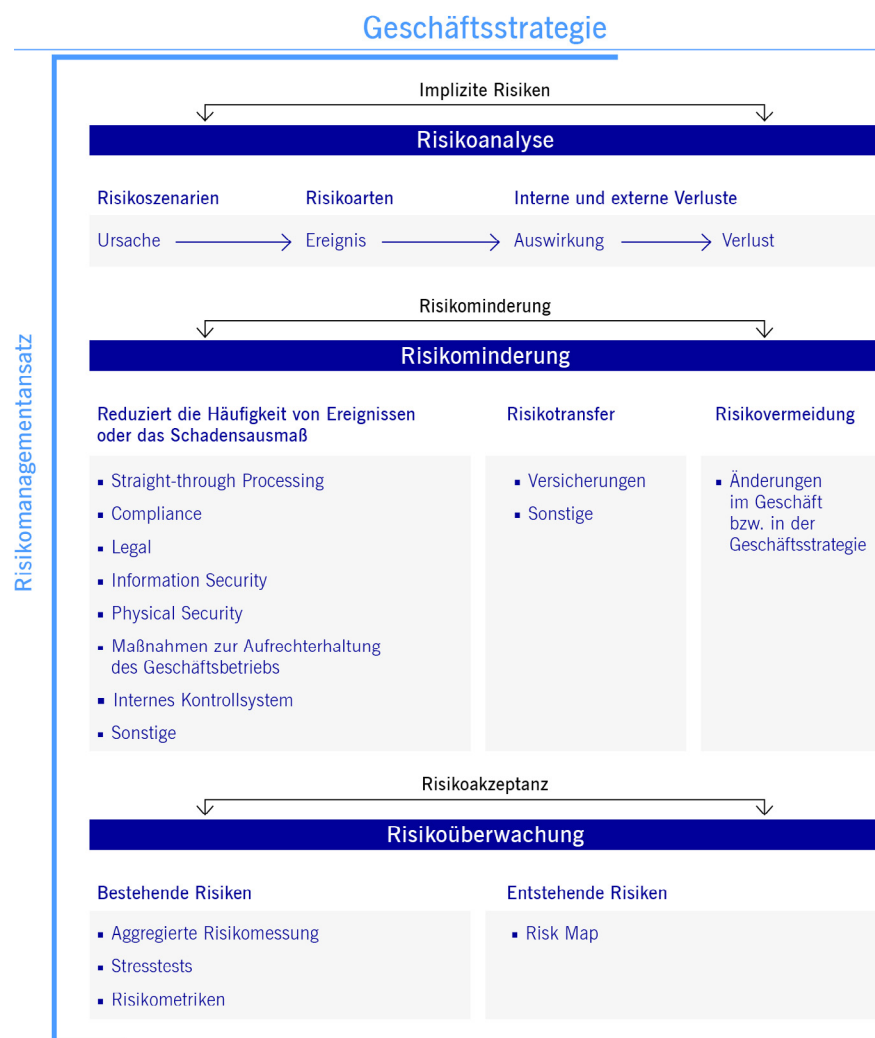 Geschäftsstrategie
Risikomanagementansatz
Implizite Risiken
Risikoanalyse
Risikoszenarien Risikoarten Interne und externe Verluste
Ursache Ereignis Auswirkung Verlust
Risikominderung
Risikominderung
Reduziert die Häufigkeit von Ereignissen
oder das Schadensausmaß
▪ Straight-through Processing
▪ Compliance
▪ Legal
▪ Information Security
▪ Physical Security
▪ Maßnahmen zur Aufrechterhaltung
des Geschäftsbetriebs
▪ Internes Kontrollsystem
▪ Sonstige
Risikotransfer
▪ Versicherungen
▪ Sonstige
Risikovermeidung
▪ Änderungen
im Geschäft
bzw. in der
Geschäftsstrategie
Risikoakzeptanz
Risikoüberwachung
Bestehende Risiken
▪ Aggregierte Risikomessung
▪ Stresstests
▪ Risikometriken
Entstehende Risiken
▪ Risk Map